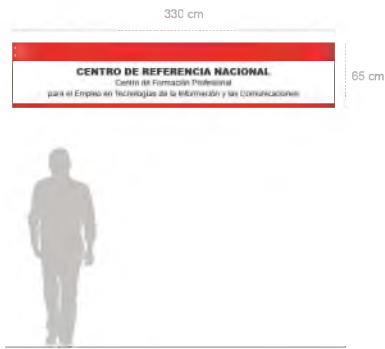 330 cm
CENTRO DE REFERENCIA NACIONAL
65 cm
Centro de Formación Profesional
para el Empleo en Tecnologías de la Información y las Comunicaciones